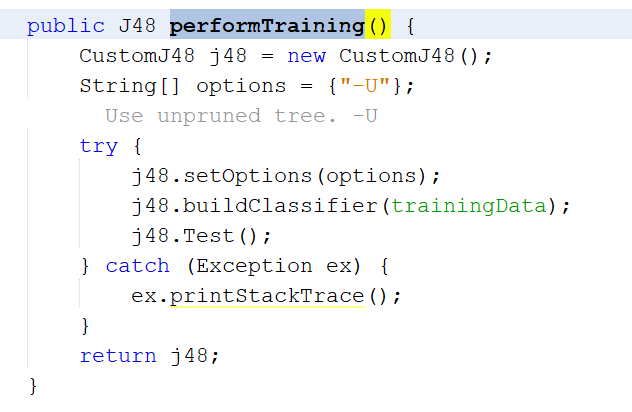 public J48 performTraining() {
CustomJ48 j48 = new CustomJ48();
String[] options = {"-U"};
Use unpruned tree. -U
try {
j48.setOptions(options);
j48.buildClassifier(trainingData);
j48.Test();
} catch (Exception ex) {
ex.printStackTrace();
}
return j48;
}